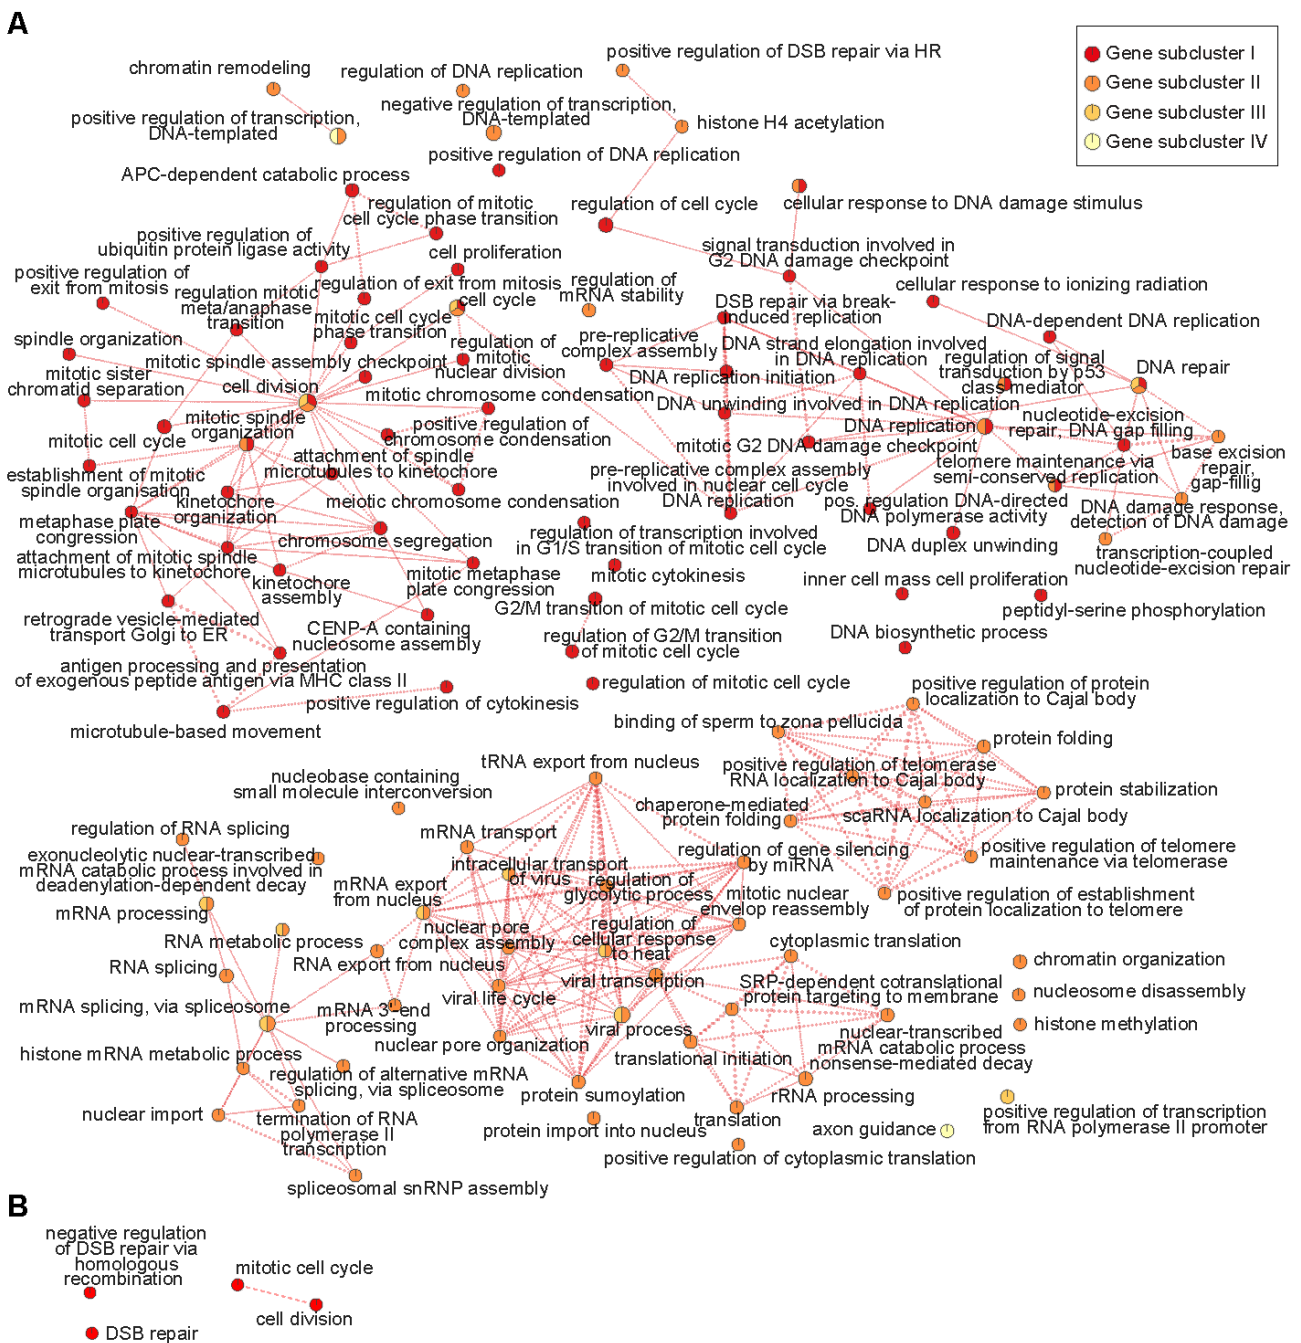 A
Gene subcluster I
Gene subcluster II
Gene subcluster III
Gene subcluster IV
positive regulation of DSB repair via HR
chromatin remodeling
regulation of DNA replication
negative regulation of transcription,
DNA-templated
positive regulation of transcription,
DNA-templated
histone H4 acetylation
positive regulation of DNA replication
APC-dependent catabolic process
regulation of mitotic
cell cycle phase transition
regulation of cell cycle
cellular response to DNA damage stimulus
positive regulation of
ubiquitin protein ligase activity
cell proliferation
signal transduction involved in
G2 DNA damage checkpoint
positive regulation of
exit from mitosis
regulation mitotic
meta/anaphase
transition
regulation of exit from mitosis
cell cycle
regulation of
mRNA stability
cellular response to ionizing radiation
DSB repair via break-
induced replication
DNA-dependent DNA replication
mitotic cell cycle
phase transition
spindle organization
mitotic spindle assembly checkpoint
regulation of
mitotic
nuclear division
pre-replicative
complex assembly
DNA strand elongation involved
in DNA replication
regulation of signal
transduction by p53
class mediator
DNA repair
mitotic sister
chromatid separation
cell division
mitotic chromosome condensation
DNA replication initiation
DNA unwinding involved in DNA replication
nucleotide-excision
repair, DNA gap filling
mitotic spindle
organization
positive regulation of
chromosome condensation
DNA replication
mitotic cell cycle
mitotic G2 DNA damage checkpoint
base excision
repair,
gap-fillig
attachment of spindle
microtubules to kinetochore
telomere maintenance via
semi-conserved replication
establishment of mitotic
spindle organisation
pre-replicative complex assembly
involved in nuclear cell cycle
DNA replication
kinetochore
organization
meiotic chromosome condensation
pos. regulation DNA-directed
DNA polymerase activity
DNA damage response,
detection of DNA damage
metaphase plate
congression
chromosome segregation
regulation of transcription involved
in G1/S transition of mitotic cell cycle
DNA duplex unwinding
transcription-coupled
nucleotide-excision repair
attachment of mitotic spindle
microtubules to kinetochore
kinetochore
assembly
mitotic metaphase
plate congression
mitotic cytokinesis
inner cell mass cell proliferation
G2/M transition of mitotic cell cycle
peptidyl-serine phosphorylation
retrograde vesicle-mediated
transport Golgi to ER
CENP-A containing
nucleosome assembly
DNA biosynthetic process
regulation of G2/M transition
of mitotic cell cycle
antigen processing and presentation
of exogenous peptide antigen via MHC class II
regulation of mitotic cell cycle
positive regulation of cytokinesis
microtubule-based movement
positive regulation of protein
localization to Cajal body
binding of sperm to zona pellucida
protein folding
tRNA export from nucleus
positive regulation of telomerase
RNA localization to Cajal body
nucleobase containing
small molecule interconversion
protein stabilization
chaperone-mediated
protein folding
scaRNA localization to Cajal body
regulation of RNA splicing
mRNA transport
regulation of gene silencing
by miRNA
positive regulation of telomere
maintenance via telomerase
exonucleolytic nuclear-transcribed
mRNA catabolic process involved in
deadenylation-dependent decay
intracellular transport
of virus
regulation of
glycolytic process
mRNA export
from nucleus
mitotic nuclear
envelop reassembly
positive regulation of establishment
of protein localization to telomere
mRNA processing
nuclear pore
complex assembly
regulation of
cellular response
to heat
RNA metabolic process
cytoplasmic translation
RNA splicing
RNA export from nucleus
chromatin organization
viral transcription
SRP-dependent cotranslational
protein targeting to membrane
nucleosome disassembly
mRNA splicing, via spliceosome
mRNA 3'-end
processing
viral life cycle
histone methylation
viral process
nuclear-transcribed
mRNA catabolic process
nonsense-mediated decay
nuclear pore organization
histone mRNA metabolic process
translational initiation
regulation of alternative mRNA
splicing, via spliceosome
protein sumoylation
rRNA processing
nuclear import
termination of RNA
polymerase II
transcription
translation
protein import into nucleus
axon guidance
positive regulation of transcription
from RNA polymerase II promoter
positive regulation of cytoplasmic translation
spliceosomal snRNP assembly
B
negative regulation
of DSB repair via
homologous
recombination
mitotic cell cycle
cell division
DSB repair